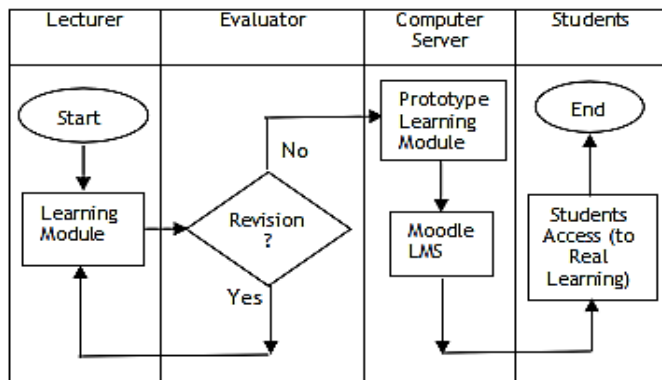 Lecturer
Evaluator
Computer
Server
Students
Start
Learning
Module
Revision
?
No
Yes
Prototype
Learning
Module
Moodle
LMS
End
Students
Access (to
Real
Learning)